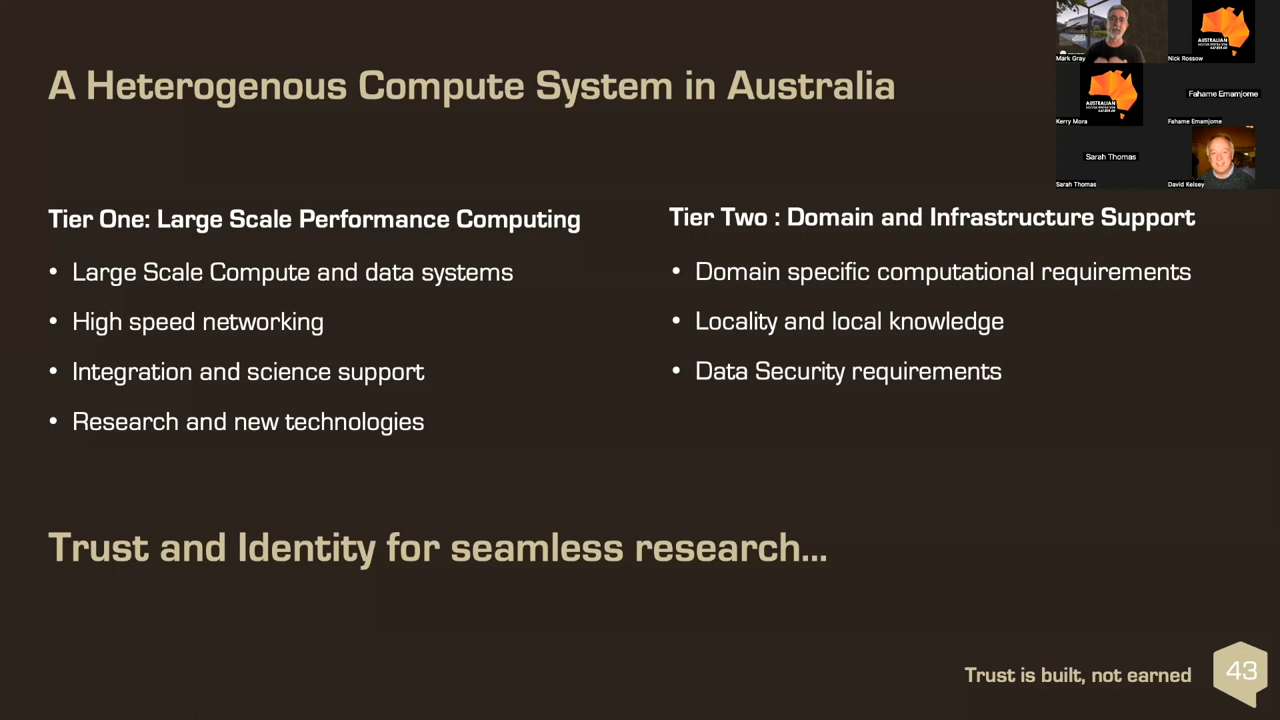 A Heterogenous Compute System in Australia
Mark Gray
AUSTRALIAN
Nick Rossow
AUSTRALIAN
Kerry Mora
Fahame Emamjome
Fahame Emamjome
Sarah Thomas
Sarah Thomas
David Kelsey
Tier One: Large Scale Performance Computing
• Large Scale Compute and data systems
• High speed networking
• Integration and science support
• Research and new technologies
Tier Two : Domain and Infrastructure Support
• Domain specific computational requirements
• Locality and local knowledge
• Data Security requirements
Trust and Identity for seamless research...
Trust is built, not earned
43